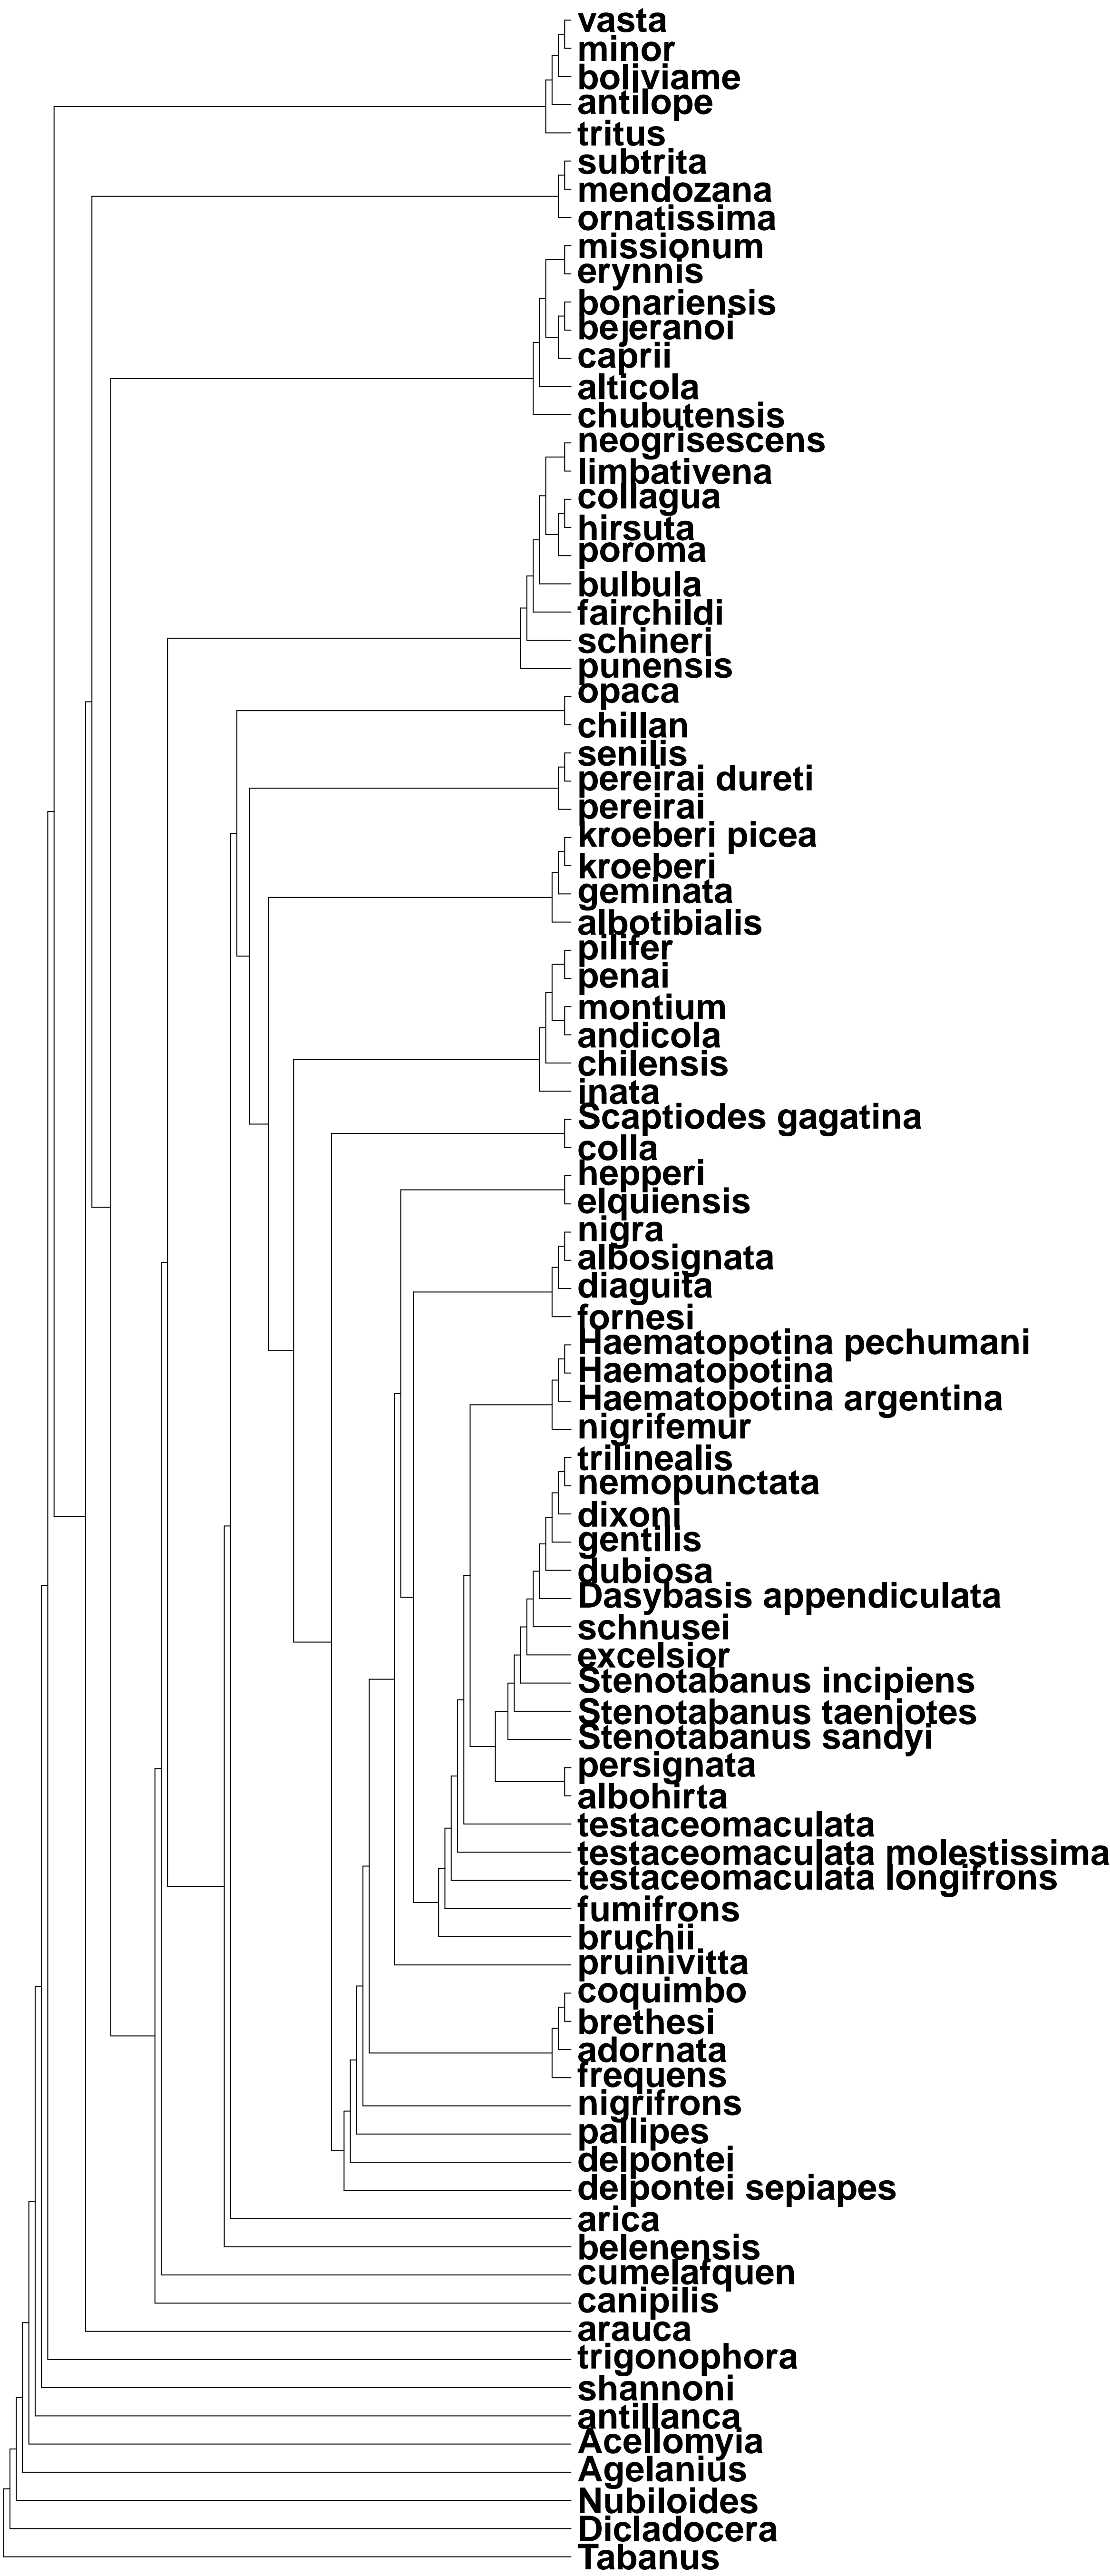 vasta
minor
boliviame
antilope
tritus
subtrita
mendozana
ornatissima
missionum
erynnis
bonariensis
bejeranoi
caprii
alticola
chubutensis
neogrisescens
limbativena
collagua
hirsuta
poroma
bulbula
fairchildi
schineri
punensis
opaca
chillan
senilis
pereirai dureti
pereirai
kroeberi picea
kroeberi
geminata
albotibialis
pilifer
penai
montium
andicola
chilensis
inata
Scaptiodes gagatina
colla
hepperi
elquiensis
nigra
albosignata
diaguita
fornesi
Haematopotina pechumani
Haematopotina
Haematopotina argentina
nigrifemur
trilinealis
nemopunctata
dixoni
gentilis
dubiosa
Dasybasis appendiculata
schnusei
excelsior
Stenotabanus incipiens
Stenotabanus taeniotes
Stenotabanus sandyi
persignata
albohirta
testaceomaculata
testaceomaculata molestissima
testaceomaculata longifrons
fumifrons
bruchii
pruinivitta
coquimbo
brethesi
adornata
frequens
nigrifrons
pallipes
delpontei
delpontei sepiapes
arica
belenensis
cumelafquen
canipilis
arauca
trigonophora
shannoni
antillanca
Acellomyia
Agelanius
Nubiloides
Dicladocera
Tabanus